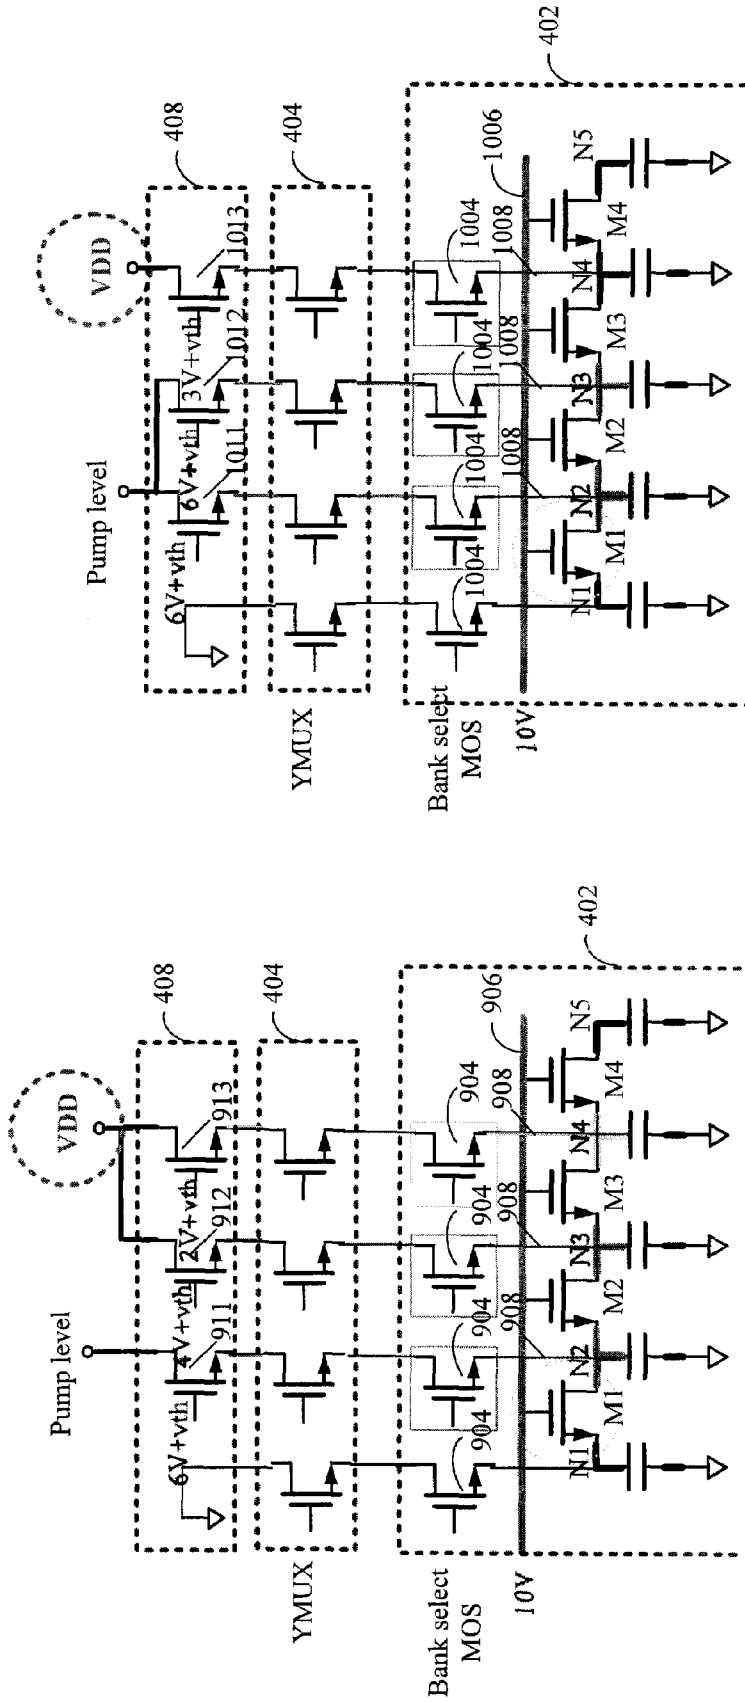 Pump level
VDD
408
6V+vth
911
4V+vth
912
2V+vth
913
404
YMUX
402
Bank select
MOS
904
904
904
904
906
10V
908
908
908
N1
N2
N3
N4
N5
M1
M2
M3
M4
Pump level
VDD
408
6V+vth
1011
6V+vth
1012
3V+vth
1013
404
YMUX
402
Bank select
MOS
1004
1004
1004
1004
1006
10V
1008
1008
1008
N1
N2
N3
N4
N5
M1
M2
M3
M4